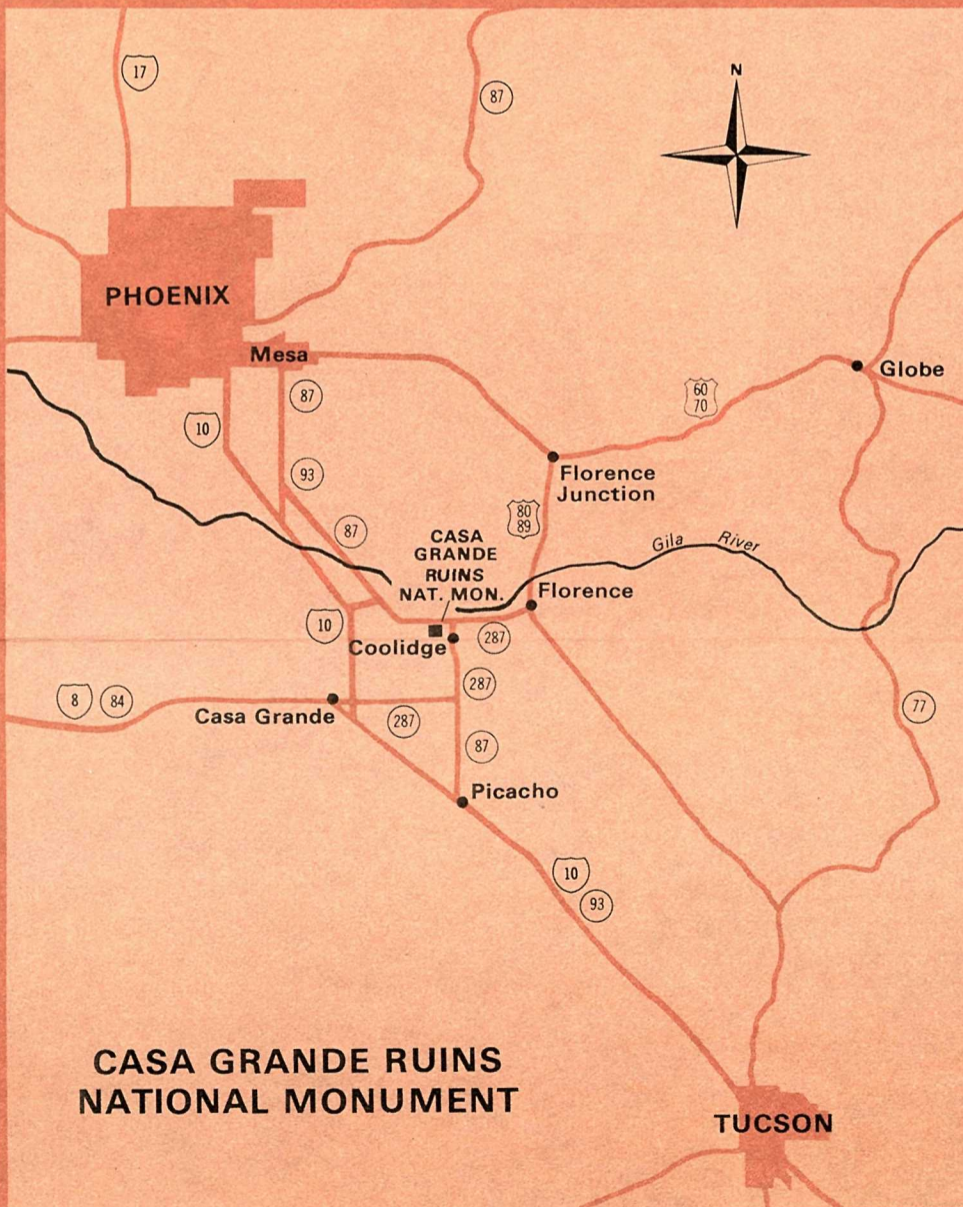 17
87
N
PHOENIX
Mesa
Globe
87
60
70
10
Florence
Junction
93
80
89
87
CASA
GRANDE
RUINS
NAT. MON.
Gila River
Florence
10
287
Coolidge
287
8
84
77
Casa Grande
287
87
Picacho
10
93
CASA GRANDE RUINS
NATIONAL MONUMENT
TUCSON